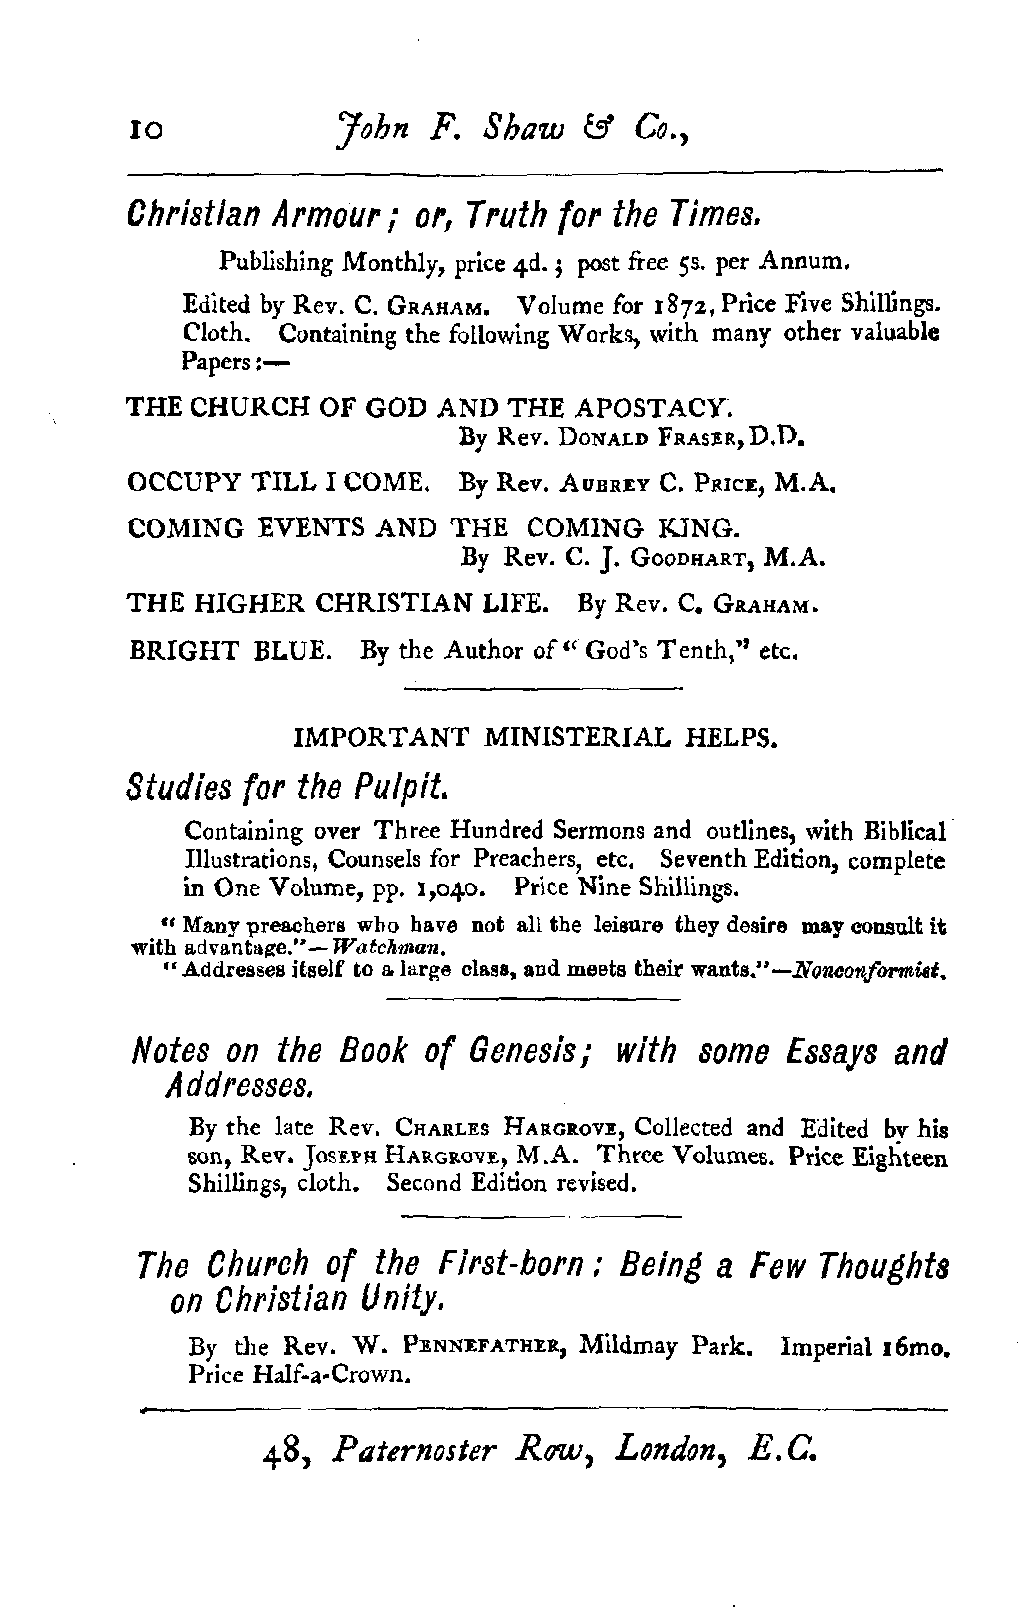 10 John F. Shaw & Co.,
Christian Armour; or, Truth for the Times.
Publishing Monthly, price 4d.; post free 5s. per Annum.
Edited by Rev. C. GRAHAM. Volume for 1872, Price Five Shillings.
Cloth. Containing the following Works, with many other valuable
Papers:—
THE CHURCH OF GOD AND THE APOSTACY.
By Rev. DONALD FRASER, D.D.
OCCUPY TILL I COME. By Rev. AUBREY C. PRICE, M.A.
COMING EVENTS AND THE COMING KING.
By Rev. C. J. GOODHART, M.A.
THE HIGHER CHRISTIAN LIFE. By Rev. C. GRAHAM.
BRIGHT BLUE. By the Author of “God's Tenth,” etc.
IMPORTANT MINISTERIAL HELPS.
Studies for the Pulpit.
Containing over Three Hundred Sermons and outlines, with Biblical
Illustrations, Counsels for Preachers, etc. Seventh Edition, complete
in One Volume, pp. 1,040. Price Nine Shillings.
“Many preachers who have not all the leisure they desire may consult it
with advantage.”—Watchman.
“Addresses itself to a large class, and meets their wants.”—Nonconformist.
Notes on the Book of Genesis; with some Essays and
Addresses.
By the late Rev. CHARLES HARGROVE, Collected and Edited by his
son, Rev. JOSEPH HARGROVE, M.A. Three Volumes. Price Eighteen
Shillings, cloth. Second Edition revised.
The Church of the First-born: Being a Few Thoughts
on Christian Unity.
By the Rev. W. PENNEFATHER, Mildmay Park. Imperial 16mo.
Price Half-a-Crown.
48, Paternoster Row, London, E.C.